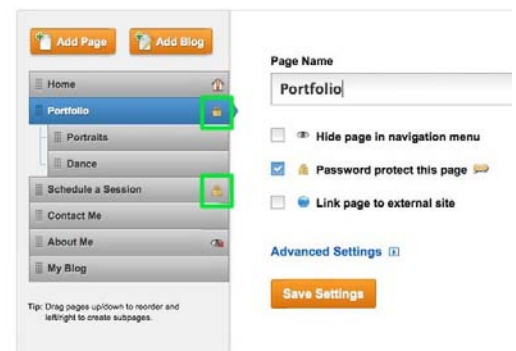 Add Page
Add Blog
Home
Portfolio
Portraits
Dance
Schedule a Session
Contact Me
About Me
My Blog
Tip: Drag pages up/down to reorder and
left/right to create subpages.
Page Name
Portfolio
Hide page in navigation menu
Password protect this page
Link page to external site
Advanced Settings
Save Settings